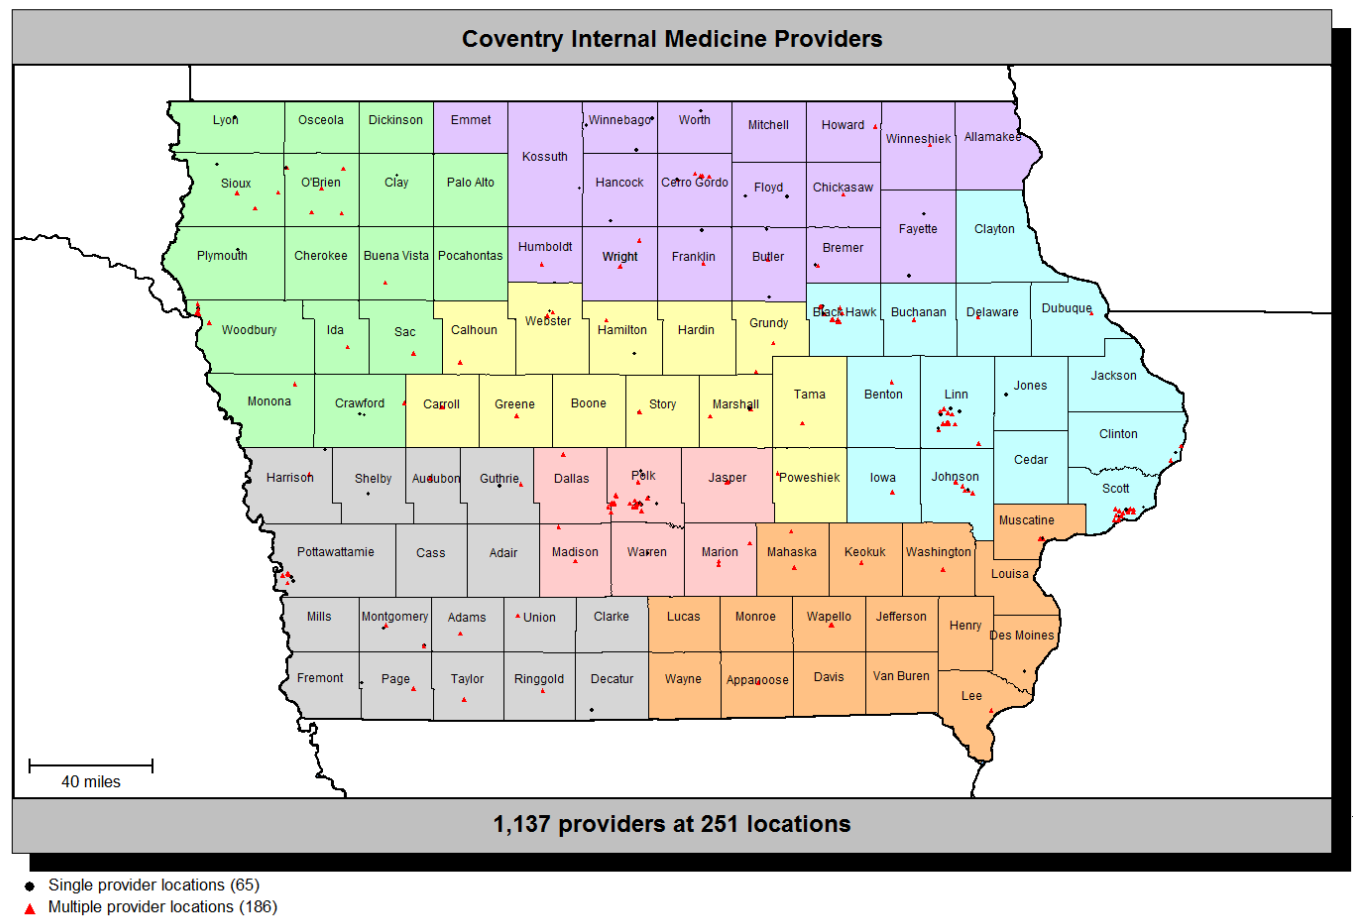 Coventry Internal Medicine Providers
Lyon Osceola Dickinson Emmet Winnebago Worth Mitchell Howard Winneshiek Allamakee
Kossuth
Sioux O'Brien Clay Palo Alto Hancock Cerro Gordo Floyd Chickasaw
Fayette Clayton
Plymouth Cherokee Buena Vista Pocahontas Humboldt Wright Franklin Butler Bremer
Woodbury Ida Sac Calhoun Webster Hamilton Hardin Grundy Black Hawk Buchanan Delaware Dubuque
Monona Crawford Carroll Greene Boone Story Marshall Tama Benton Linn Jones Jackson
Clinton
Harrison Shelby Audubon Guthrie Dallas Polk Jasper Poweshiek Iowa Johnson Cedar Scott
Muscatine
Pottawattamie Cass Adair Madison Warren Marion Mahaska Keokuk Washington Louisa
Mills Montgomery Adams Union Clarke Lucas Monroe Wapello Jefferson Henry Des Moines
Fremont Page Taylor Ringgold Decatur Wayne Appanoose Davis Van Buren Lee
40 miles
1,137 providers at 251 locations
Single provider locations (65)
Multiple provider locations (186)